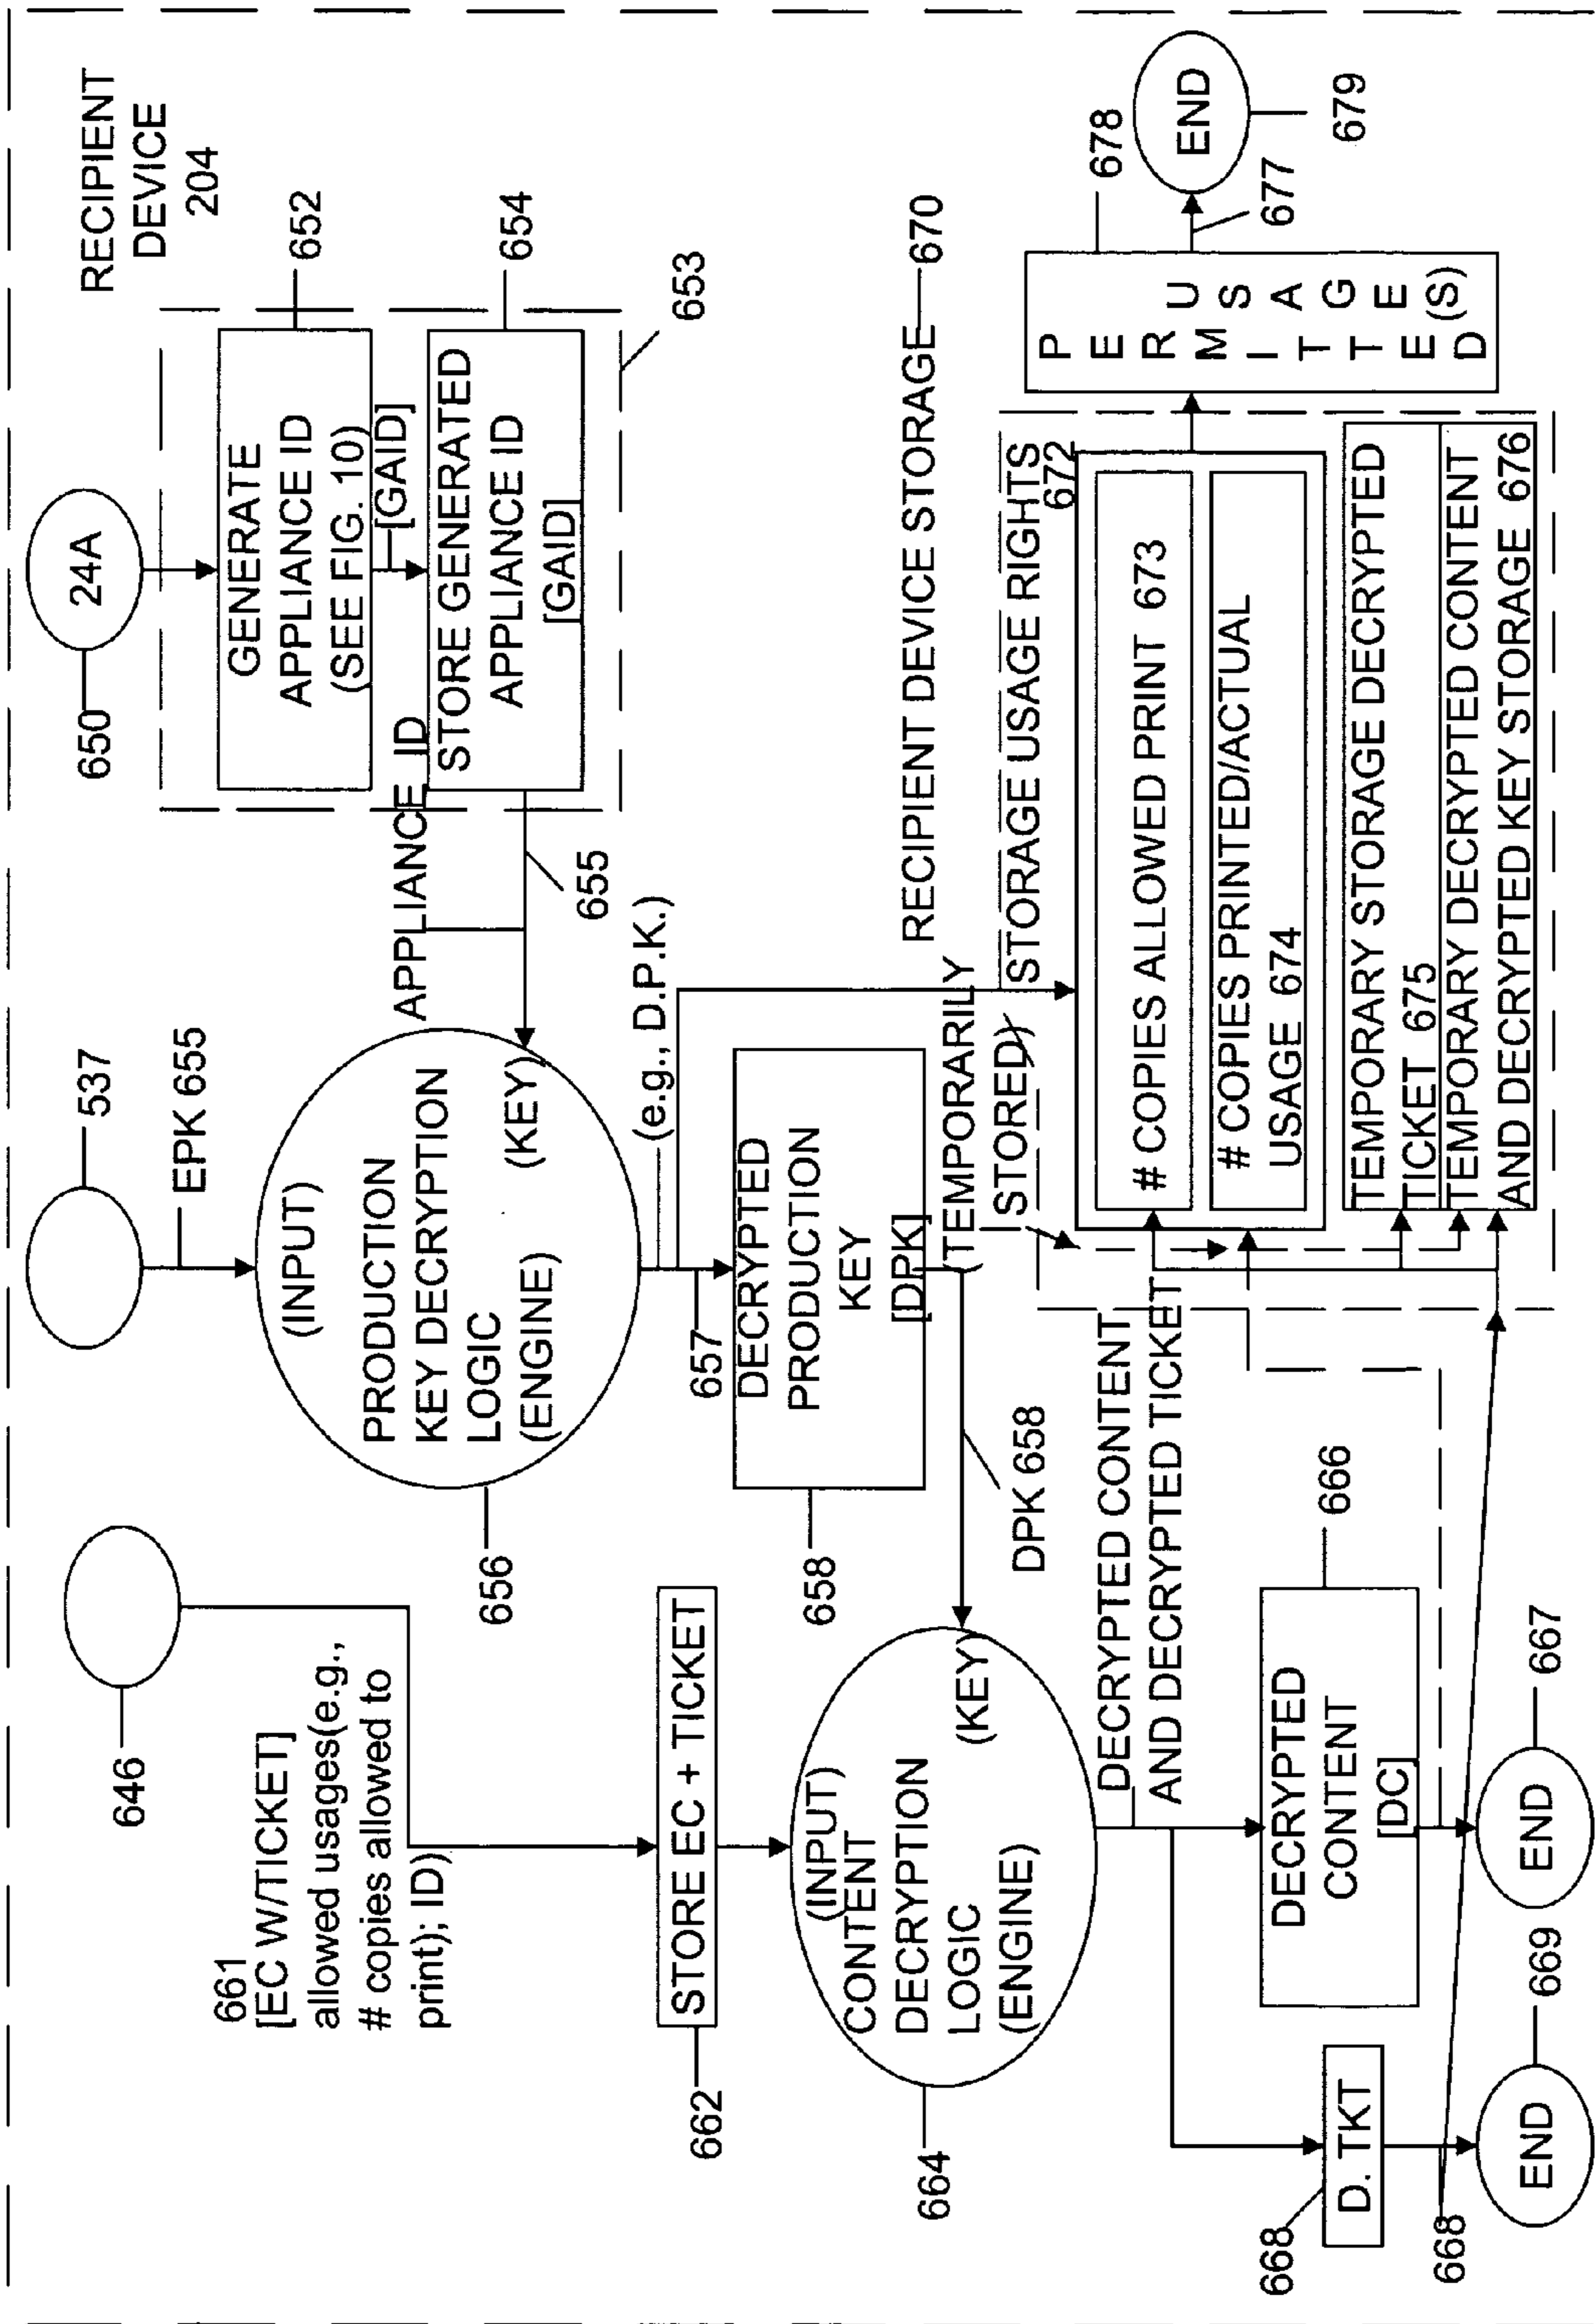 RECIPIENT
DEVICE
204
24A
650
GENERATE
APPLIANCE ID
(SEE FIG. 10)
652
[GAID]
STORE GENERATED
APPLIANCE ID
[GAID]
654
653
APPLIANCE ID
655
537
EPK 655
(INPUT)
PRODUCTION
KEY DECRYPTION
LOGIC
(ENGINE)
(KEY)
656
(e.g., D.P.K.)
657
DECRYPTED
PRODUCTION
KEY
[DPK]
658
(TEMPORARILY
STORED)
DPK 658
646
661
[EC W/TICKET]
allowed usages(e.g.,
# copies allowed to
print); ID)
STORE EC + TICKET
662
(INPUT)
CONTENT
DECRYPTION
LOGIC
(ENGINE)
(KEY)
664
DECRYPTED CONTENT
AND DECRYPTED TICKET
DECRYPTED
CONTENT
[DC]
666
END
667
D. TKT
668
668
END
669
RECIPIENT DEVICE STORAGE
670
STORAGE USAGE RIGHTS
672
# COPIES ALLOWED PRINT 673
# COPIES PRINTED/ACTUAL
USAGE 674
TEMPORARY STORAGE DECRYPTED
TICKET 675
TEMPORARY DECRYPTED CONTENT
AND DECRYPTED KEY STORAGE 676
PERMITTED
USAGE(S)
678
677
END
679